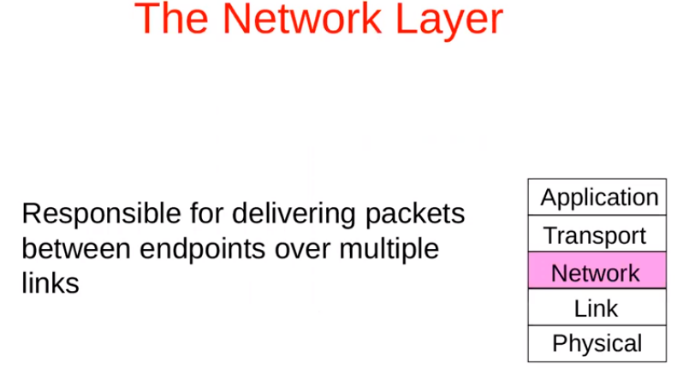 The Network Layer
Responsible for delivering packets
between endpoints over multiple
links
Application
Transport
Network
Link
Physical